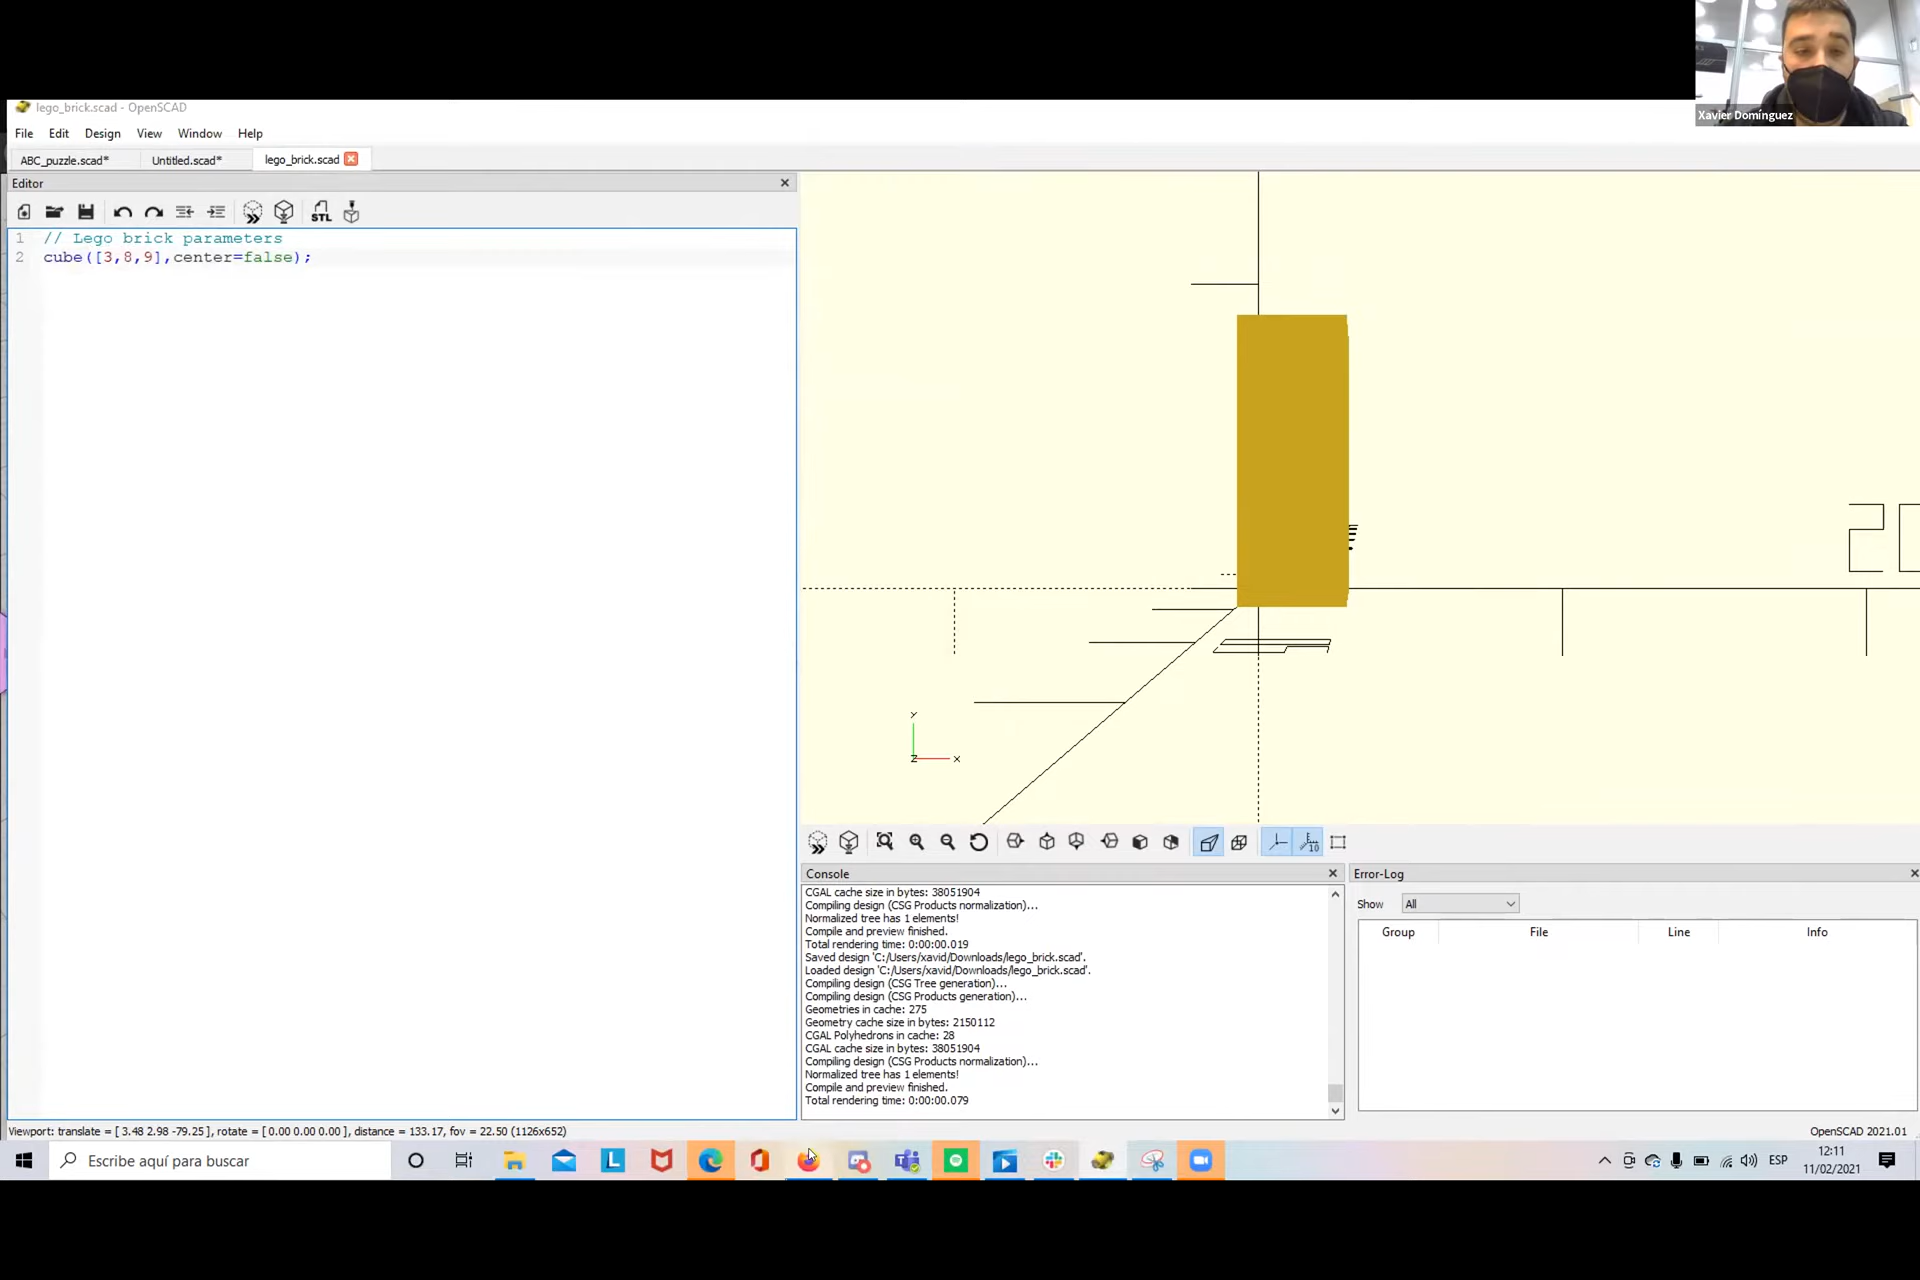 Xavier Domínguez
lego_brick.scad - OpenSCAD
File Edit Design View Window Help
ABC_puzzle.scad* Untitled.scad* lego_brick.scad
Editor
STL
1 // Lego brick parameters
2 cube([3,8,9],center=false);
20
Y
Z X
10
Console
CGAL cache size in bytes: 38051904
Compiling design (CSG Products normalization)...
Normalized tree has 1 elements!
Compile and preview finished.
Total rendering time: 0:00:00.019
Saved design 'C:/Users/xavid/Downloads/lego_brick.scad'.
Loaded design 'C:/Users/xavid/Downloads/lego_brick.scad'.
Compiling design (CSG Tree generation)...
Compiling design (CSG Products generation)...
Geometries in cache: 275
Geometry cache size in bytes: 2150112
CGAL Polyhedrons in cache: 28
CGAL cache size in bytes: 38051904
Compiling design (CSG Products normalization)...
Normalized tree has 1 elements!
Compile and preview finished.
Total rendering time: 0:00:00.079
Error-Log
Show All
Group File Line Info
Viewport: translate = [ 3.48 2.98 -79.25 ], rotate = [ 0.00 0.00 0.00 ], distance = 133.17, fov = 22.50 (1126x652)
OpenSCAD 2021.01
Escribe aquí para buscar
L
ESP
12:11
11/02/2021